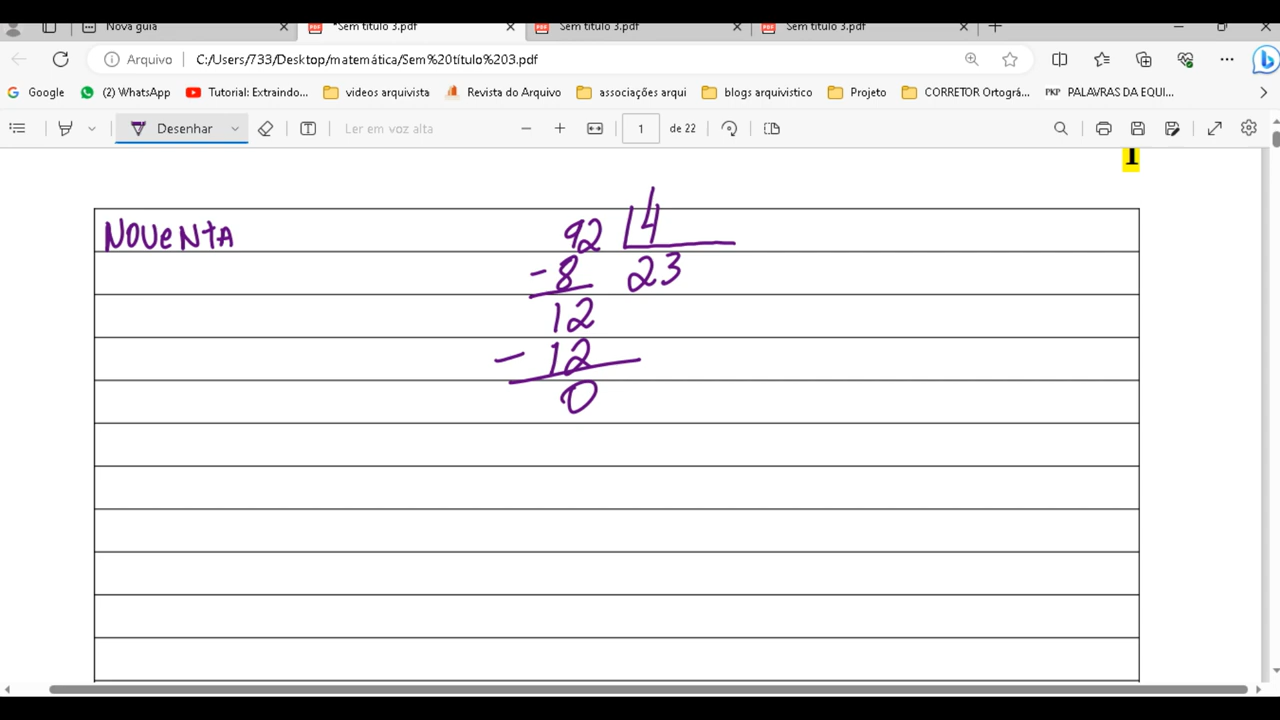 Nova guia
*Sem título 3.pdf
Sem título 3.pdf
Sem título 3.pdf
Arquivo
C:/Users/733/Desktop/matemática/Sem%20título%203.pdf
Google
(2) WhatsApp
Tutorial: Extraindo...
videos arquivista
Revista do Arquivo
associações arqui
blogs arquivistico
Projeto
CORRETOR Ortográ...
PKP
PALAVRAS DA EQUI...
Desenhar
Ler em voz alta
1
de 22
1
NOVeNtA
92 4
- 8 23
12
- 12
0